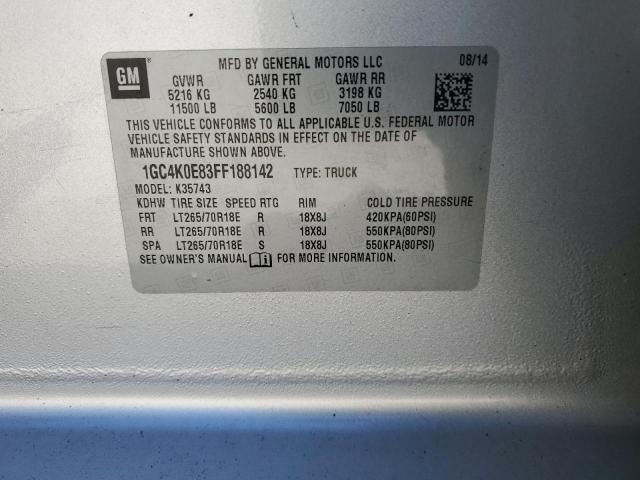 GM ®
MFD BY GENERAL MOTORS LLC 08/14
GVWR GAWR FRT GAWR RR
5216 KG 2540 KG 3198 KG
11500 LB 5600 LB 7050 LB
THIS VEHICLE CONFORMS TO ALL APPLICABLE U.S. FEDERAL MOTOR
VEHICLE SAFETY STANDARDS IN EFFECT ON THE DATE OF
MANUFACTURE SHOWN ABOVE.
1GC4K0E83FF188142 TYPE: TRUCK
MODEL: K35743
KDHW TIRE SIZE SPEED RTG RIM COLD TIRE PRESSURE
FRT LT265/70R18E R 18X8J 420KPA(60PSI)
RR LT265/70R18E R 18X8J 550KPA(80PSI)
SPA LT265/70R18E S 18X8J 550KPA(80PSI)
SEE OWNER'S MANUAL FOR MORE INFORMATION.